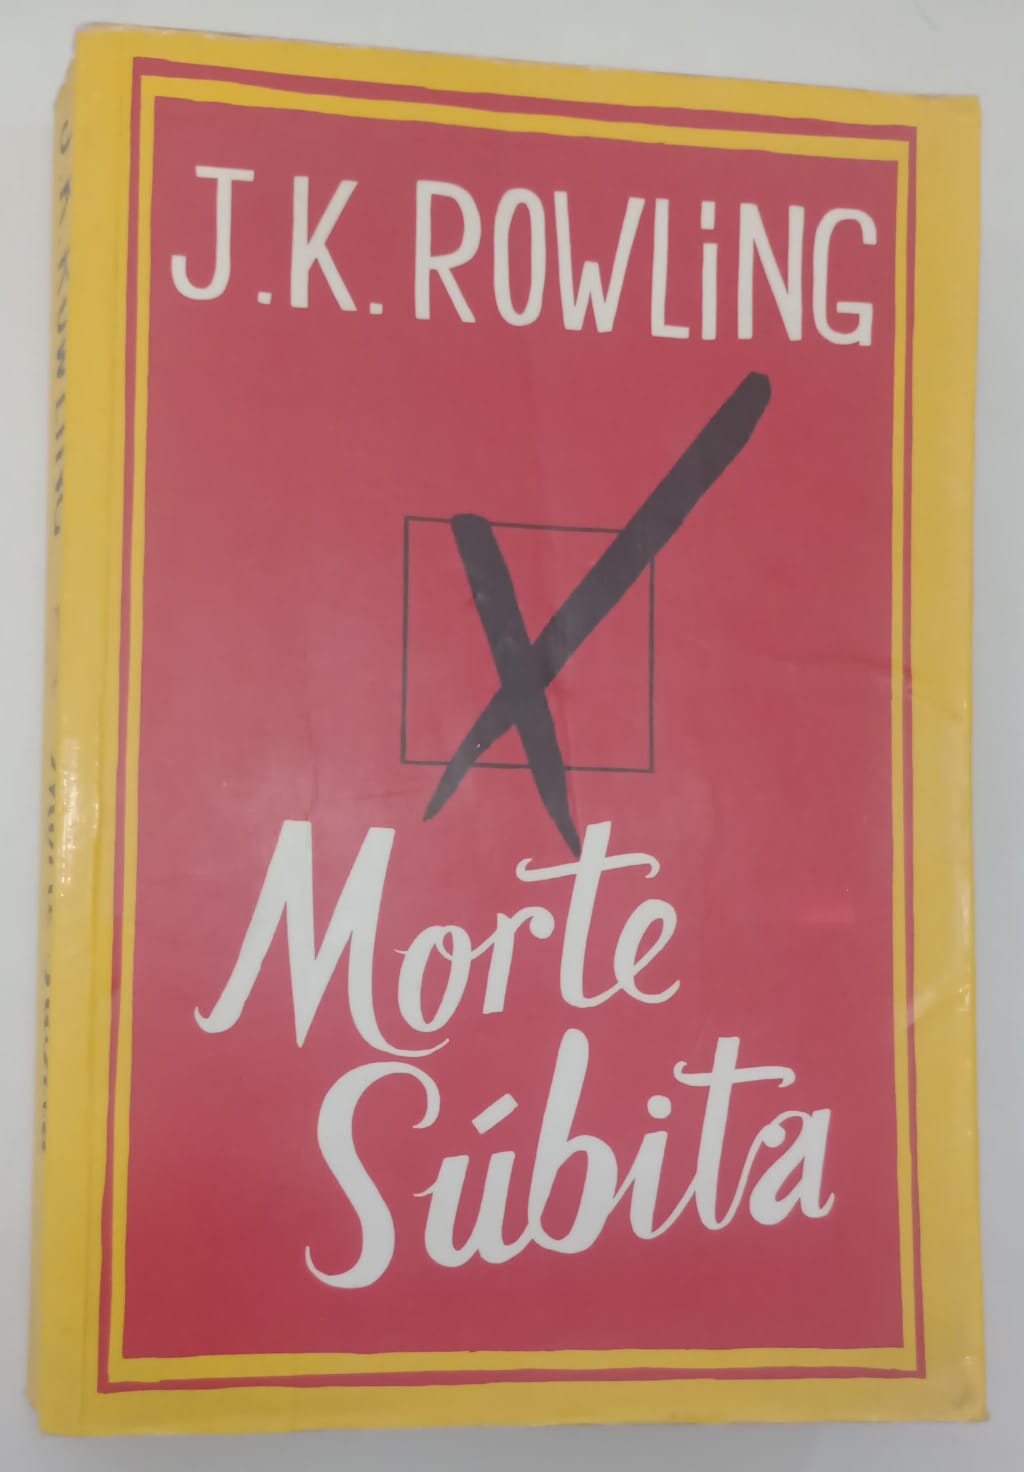 J.K. ROWLING
Morte
Súbita